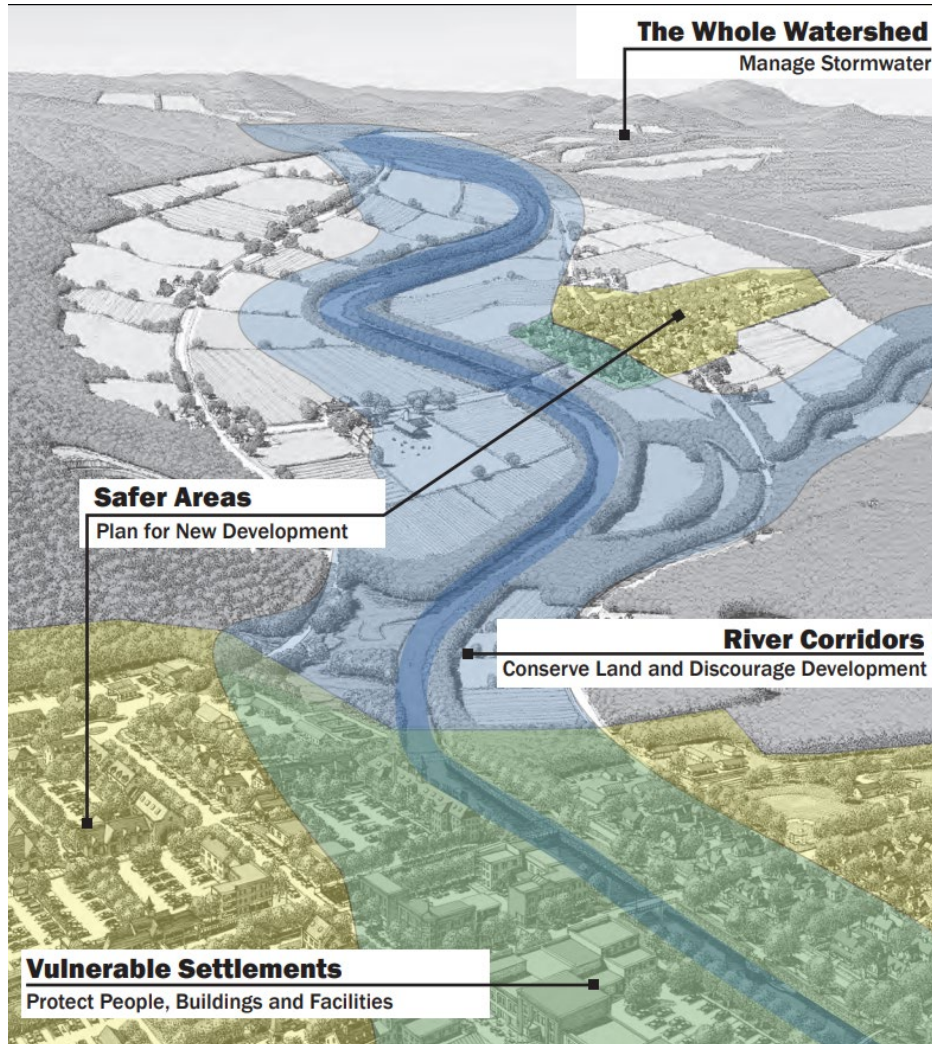 The Whole Watershed
Manage Stormwater
Safer Areas
Plan for New Development
River Corridors
Conserve Land and Discourage Development
Vulnerable Settlements
Protect People, Buildings and Facilities